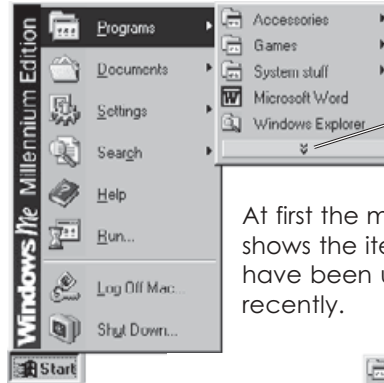 Windows Me Millennium Edition
Programs
Documents
Settings
Search
Help
Run...
Log Off Mac...
Shut Down...
Start
Accessories
Games
System stuff
Microsoft Word
Windows Explorer
At first the m
shows the ite
have been u
recently.